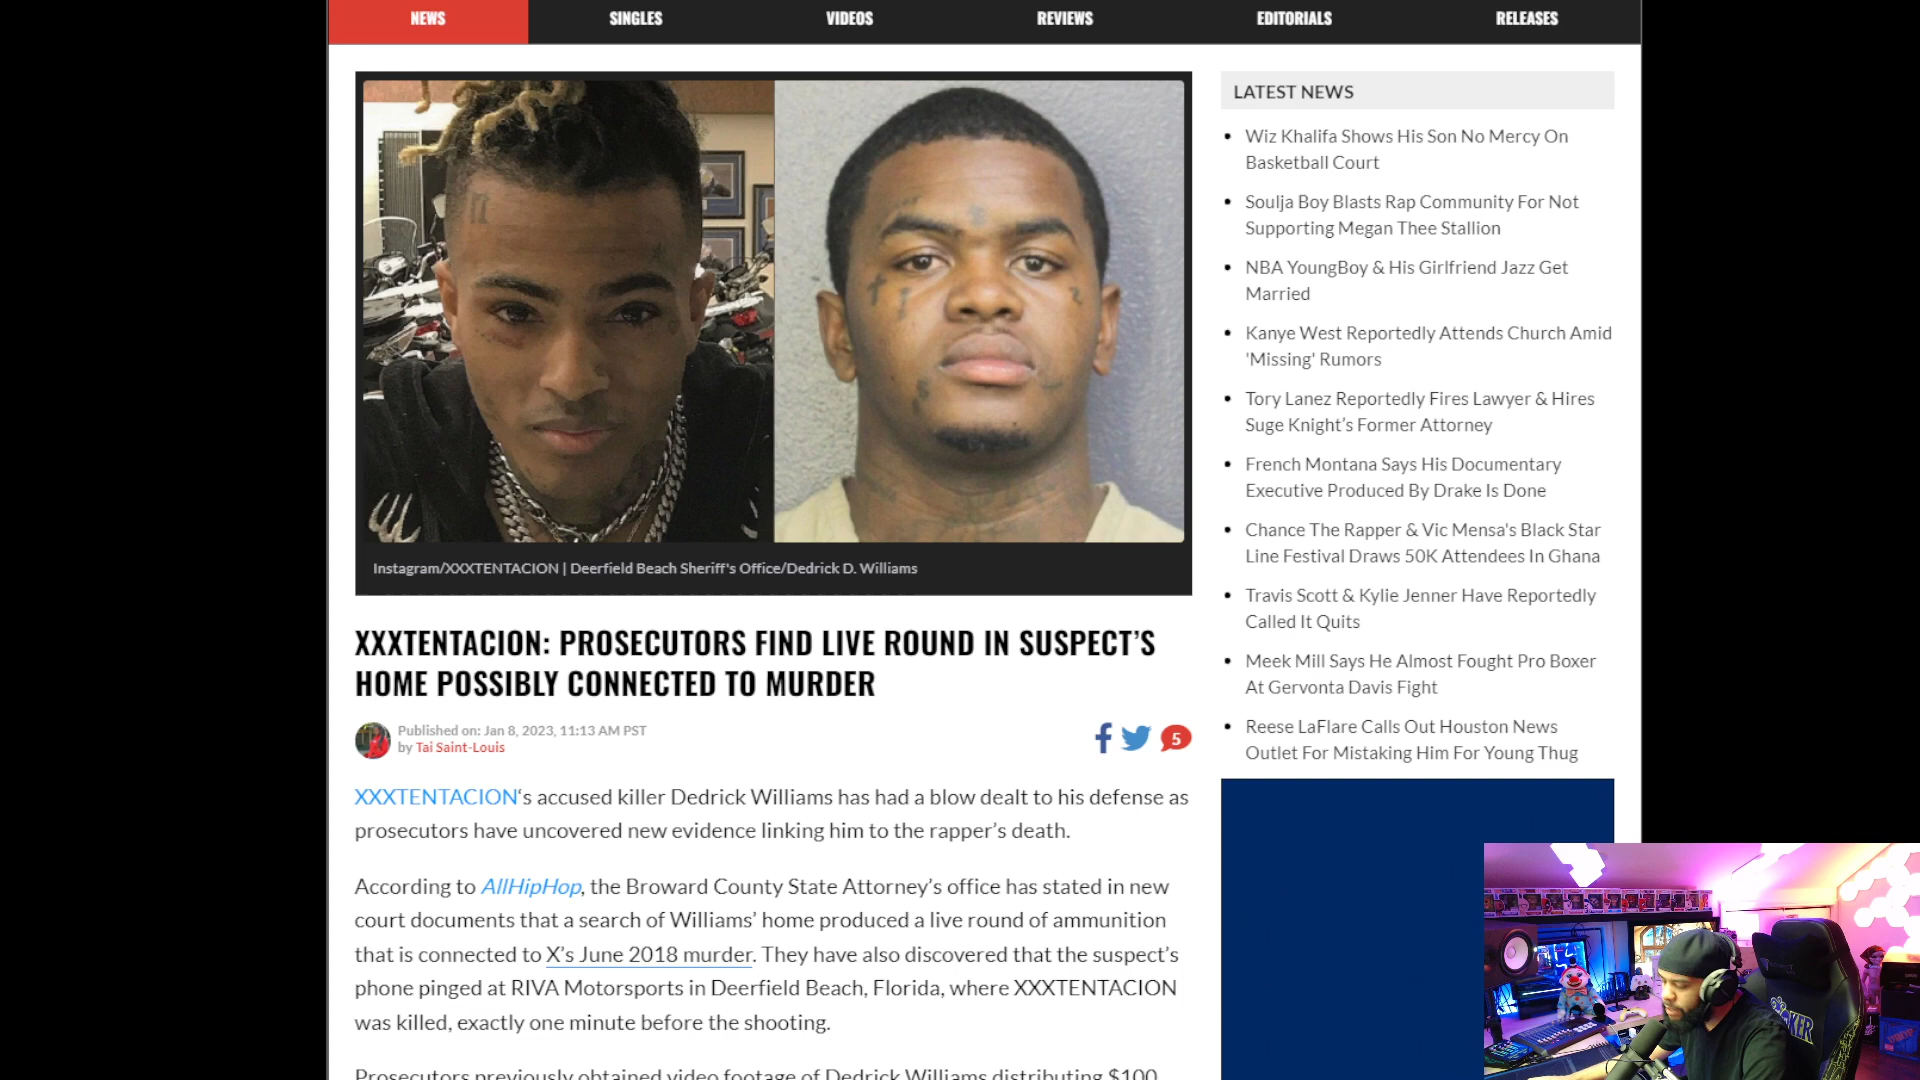 NEWS
SINGLES
VIDEOS
REVIEWS
EDITORIALS
RELEASES
Instagram/XXXTENTACION | Deerfield Beach Sheriff's Office/Dedrick D. Williams
XXXTENTACION: PROSECUTORS FIND LIVE ROUND IN SUSPECT'S
HOME POSSIBLY CONNECTED TO MURDER
Published on: Jan 8, 2023, 11:13 AM PST
by Tai Saint-Louis
5
XXXTENTACION‘s accused killer Dedrick Williams has had a blow dealt to his defense as
prosecutors have uncovered new evidence linking him to the rapper’s death.
According to AllHipHop, the Broward County State Attorney’s office has stated in new
court documents that a search of Williams’ home produced a live round of ammunition
that is connected to X’s June 2018 murder. They have also discovered that the suspect’s
phone pinged at RIVA Motorsports in Deerfield Beach, Florida, where XXXTENTACION
was killed, exactly one minute before the shooting.
Prosecutors previously obtained video footage of Dedrick Williams distributing $100
LATEST NEWS
Wiz Khalifa Shows His Son No Mercy On
Basketball Court
Soulja Boy Blasts Rap Community For Not
Supporting Megan Thee Stallion
NBA YoungBoy & His Girlfriend Jazz Get
Married
Kanye West Reportedly Attends Church Amid
'Missing' Rumors
Tory Lanez Reportedly Fires Lawyer & Hires
Suge Knight’s Former Attorney
French Montana Says His Documentary
Executive Produced By Drake Is Done
Chance The Rapper & Vic Mensa's Black Star
Line Festival Draws 50K Attendees In Ghana
Travis Scott & Kylie Jenner Have Reportedly
Called It Quits
Meek Mill Says He Almost Fought Pro Boxer
At Gervonta Davis Fight
Reese LaFlare Calls Out Houston News
Outlet For Mistaking Him For Young Thug